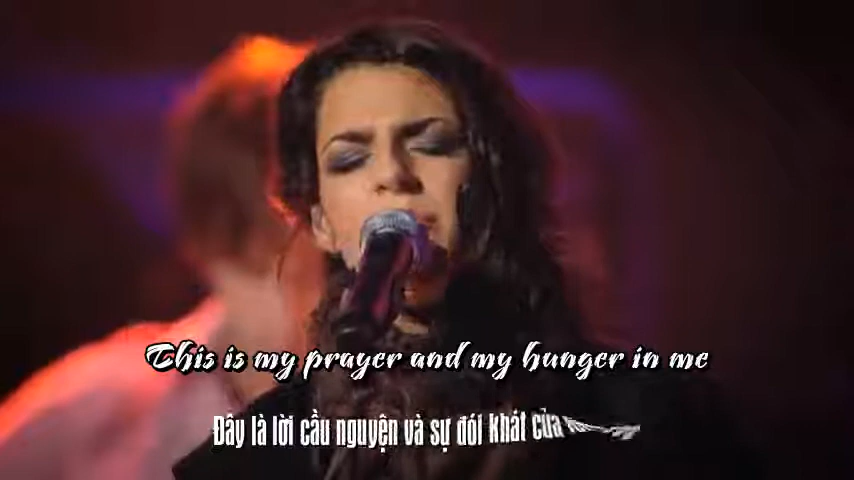 This is my prayer and my hunger in me
Đây là lời cầu nguyện và sự đói khát của